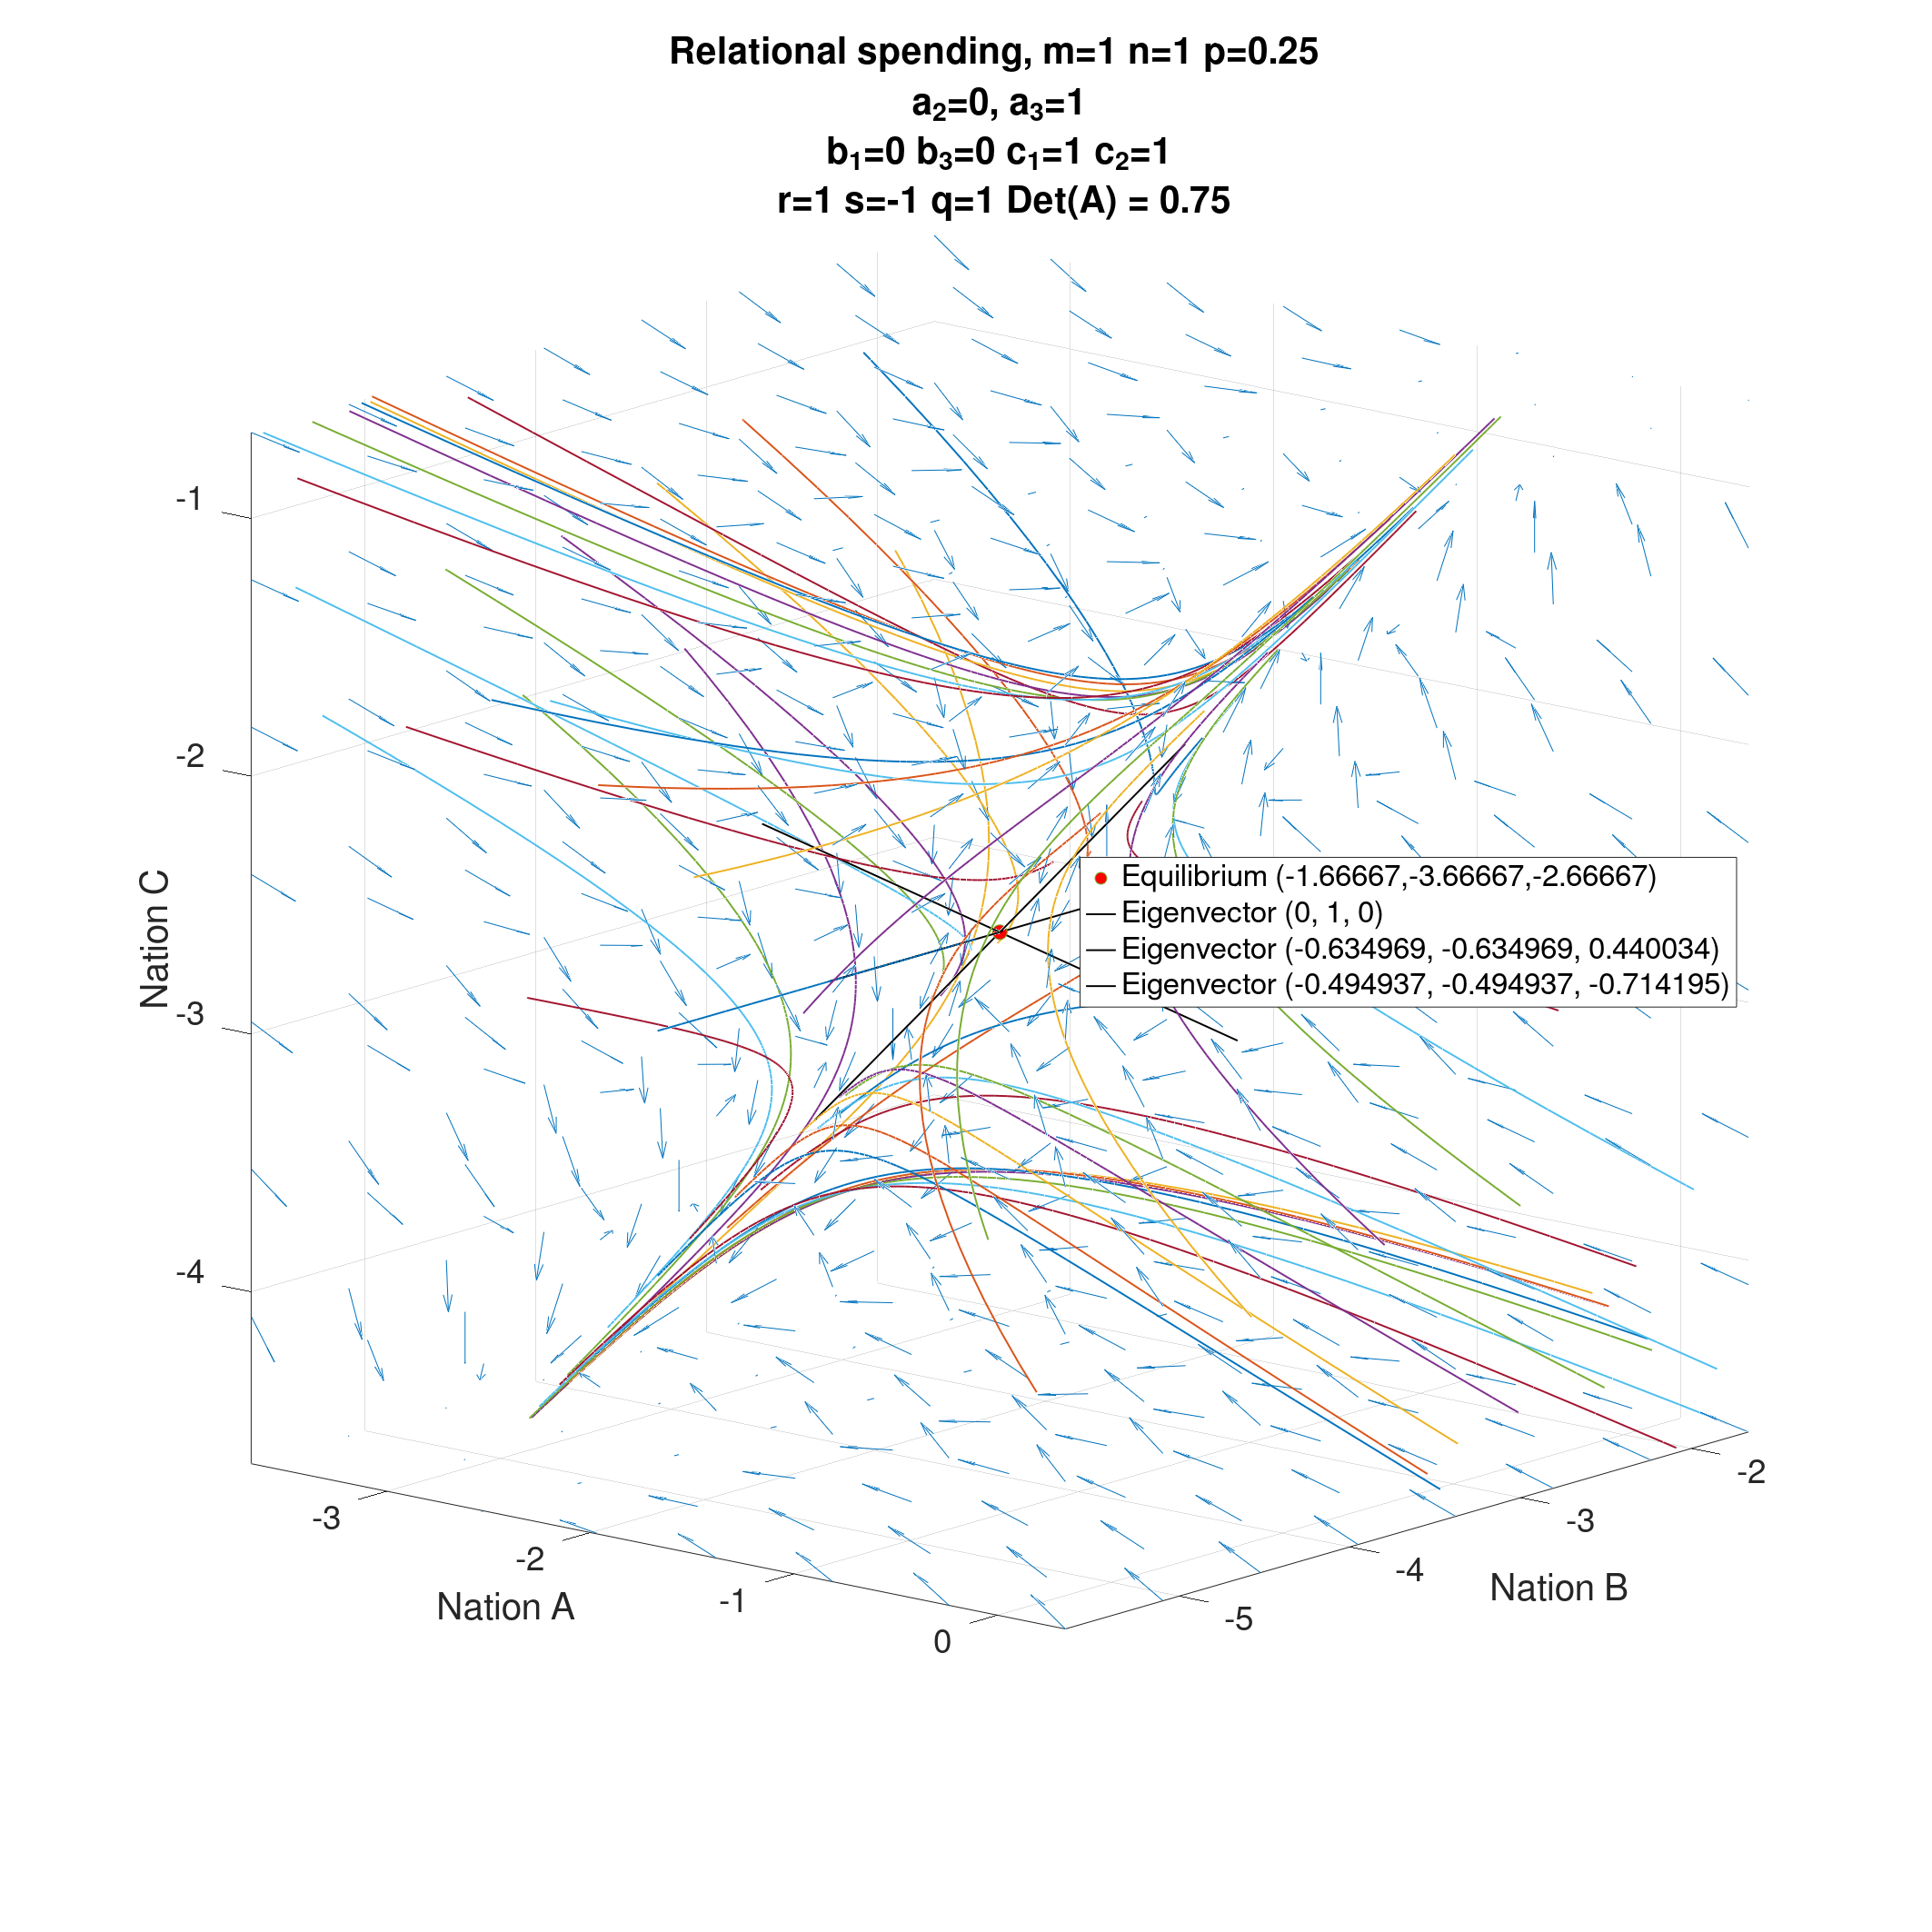 Relational spending, m=1 n=1 p=0.25
a₂=0, a₃=1
b₁=0 b₃=0 c₁=1 c₂=1
r=1 s=-1 q=1 Det(A) = 0.75
-1
-2
-3
-4
Nation C
Equilibrium (-1.66667,-3.66667,-2.66667)
Eigenvector (0, 1, 0)
Eigenvector (-0.634969, -0.634969, 0.440034)
Eigenvector (-0.494937, -0.494937, -0.714195)
-3
-2
-1
0
Nation A
-5
-4
-3
-2
Nation B